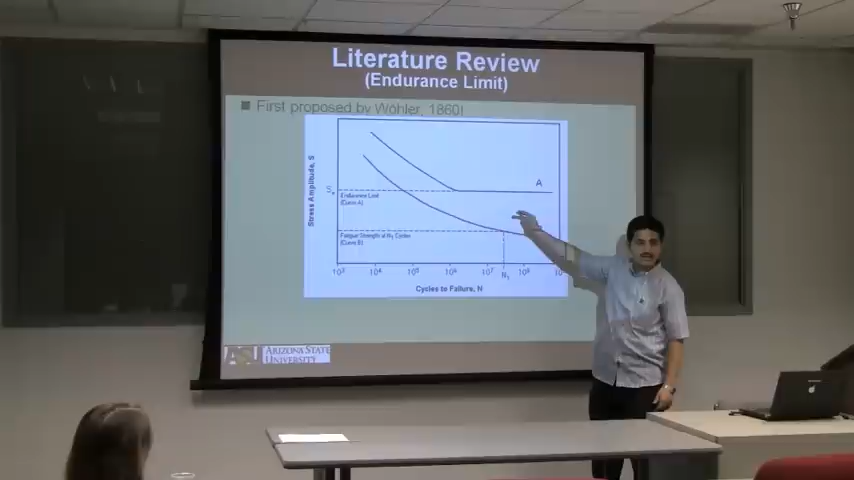 Literature Review
(Endurance Limit)
First proposed by Wöhler, 1860!
Stress Amplitude, S
A
Endurance Limit
(Curve A)
Fatigue Strength at N₁ Cycles
(Curve B)
10³ 10⁴ 10⁵ 10⁶ 10⁷ 10⁸
N₁
Cycles to Failure, N
ASU
ARIZONA STATE
UNIVERSITY